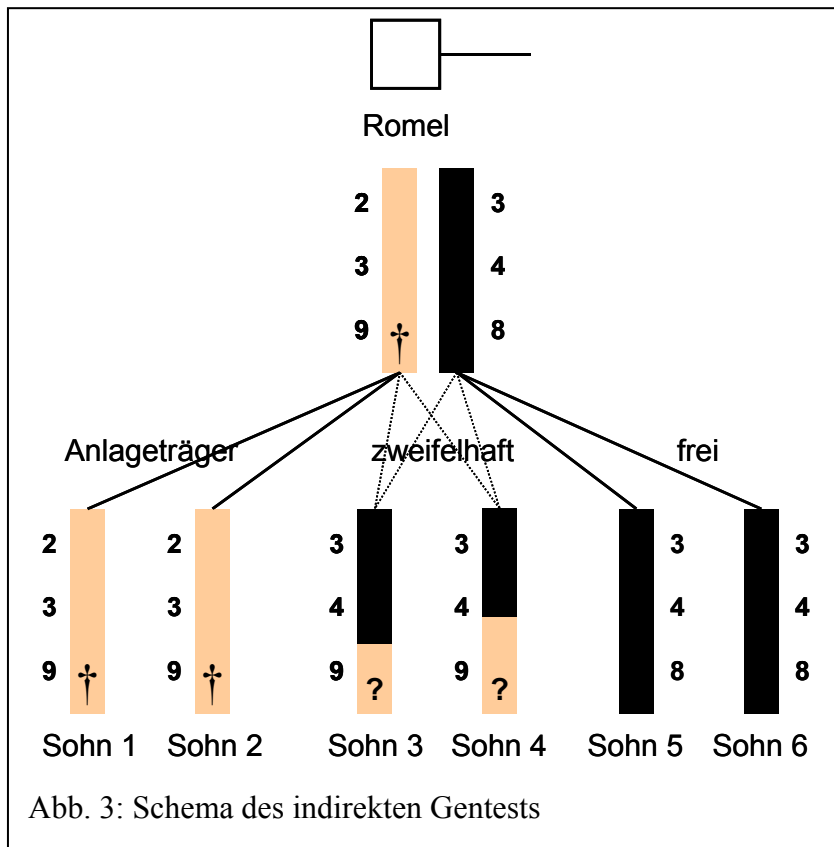 Romel
2 3
3 4
9 † 8
Anlageträger zweifelhaft frei
2 2 3 3 3 3
3 3 4 4 4 4
9 † 9 † 9 ? 9 ? 8 8
Sohn 1 Sohn 2 Sohn 3 Sohn 4 Sohn 5 Sohn 6
Abb. 3: Schema des indirekten Gentests